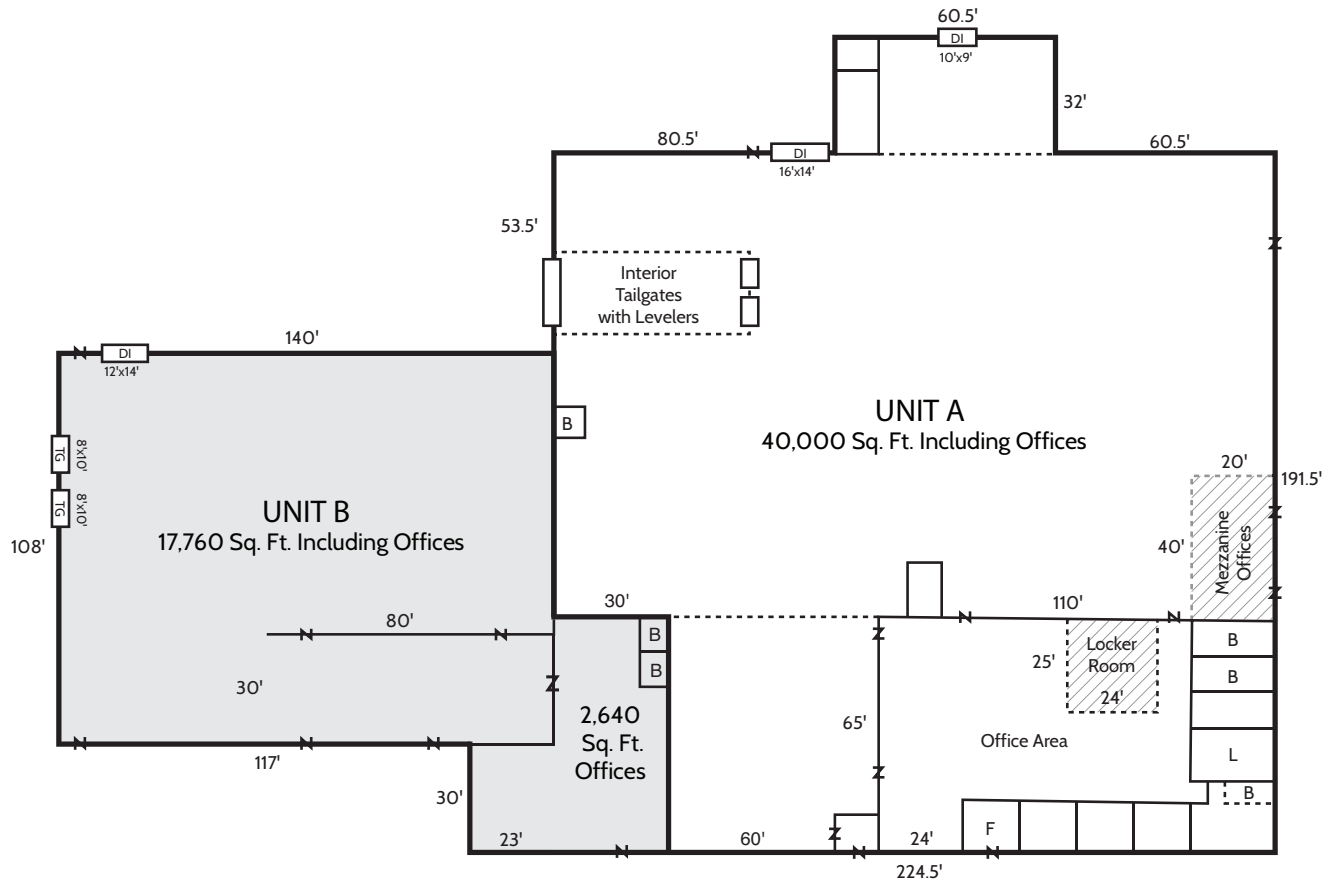 60.5'
DI
10'x9'
32'
80.5'
DI
16'x14'
60.5'
53.5'
Interior
Tailgates
with Levelers
140'
DI
12'x14'
B
UNIT A
40,000 Sq. Ft. Including Offices
TG
8'x10'
TG
8'x10'
20'
191.5'
UNIT B
17,760 Sq. Ft. Including Offices
108'
40'
Mezzanine
Offices
30'
110'
80'
B
B
Locker
Room
25'
24'
B
B
30'
2,640
Sq. Ft.
Offices
65'
Office Area
L
117'
30'
B
23'
60'
24'
F
224.5'